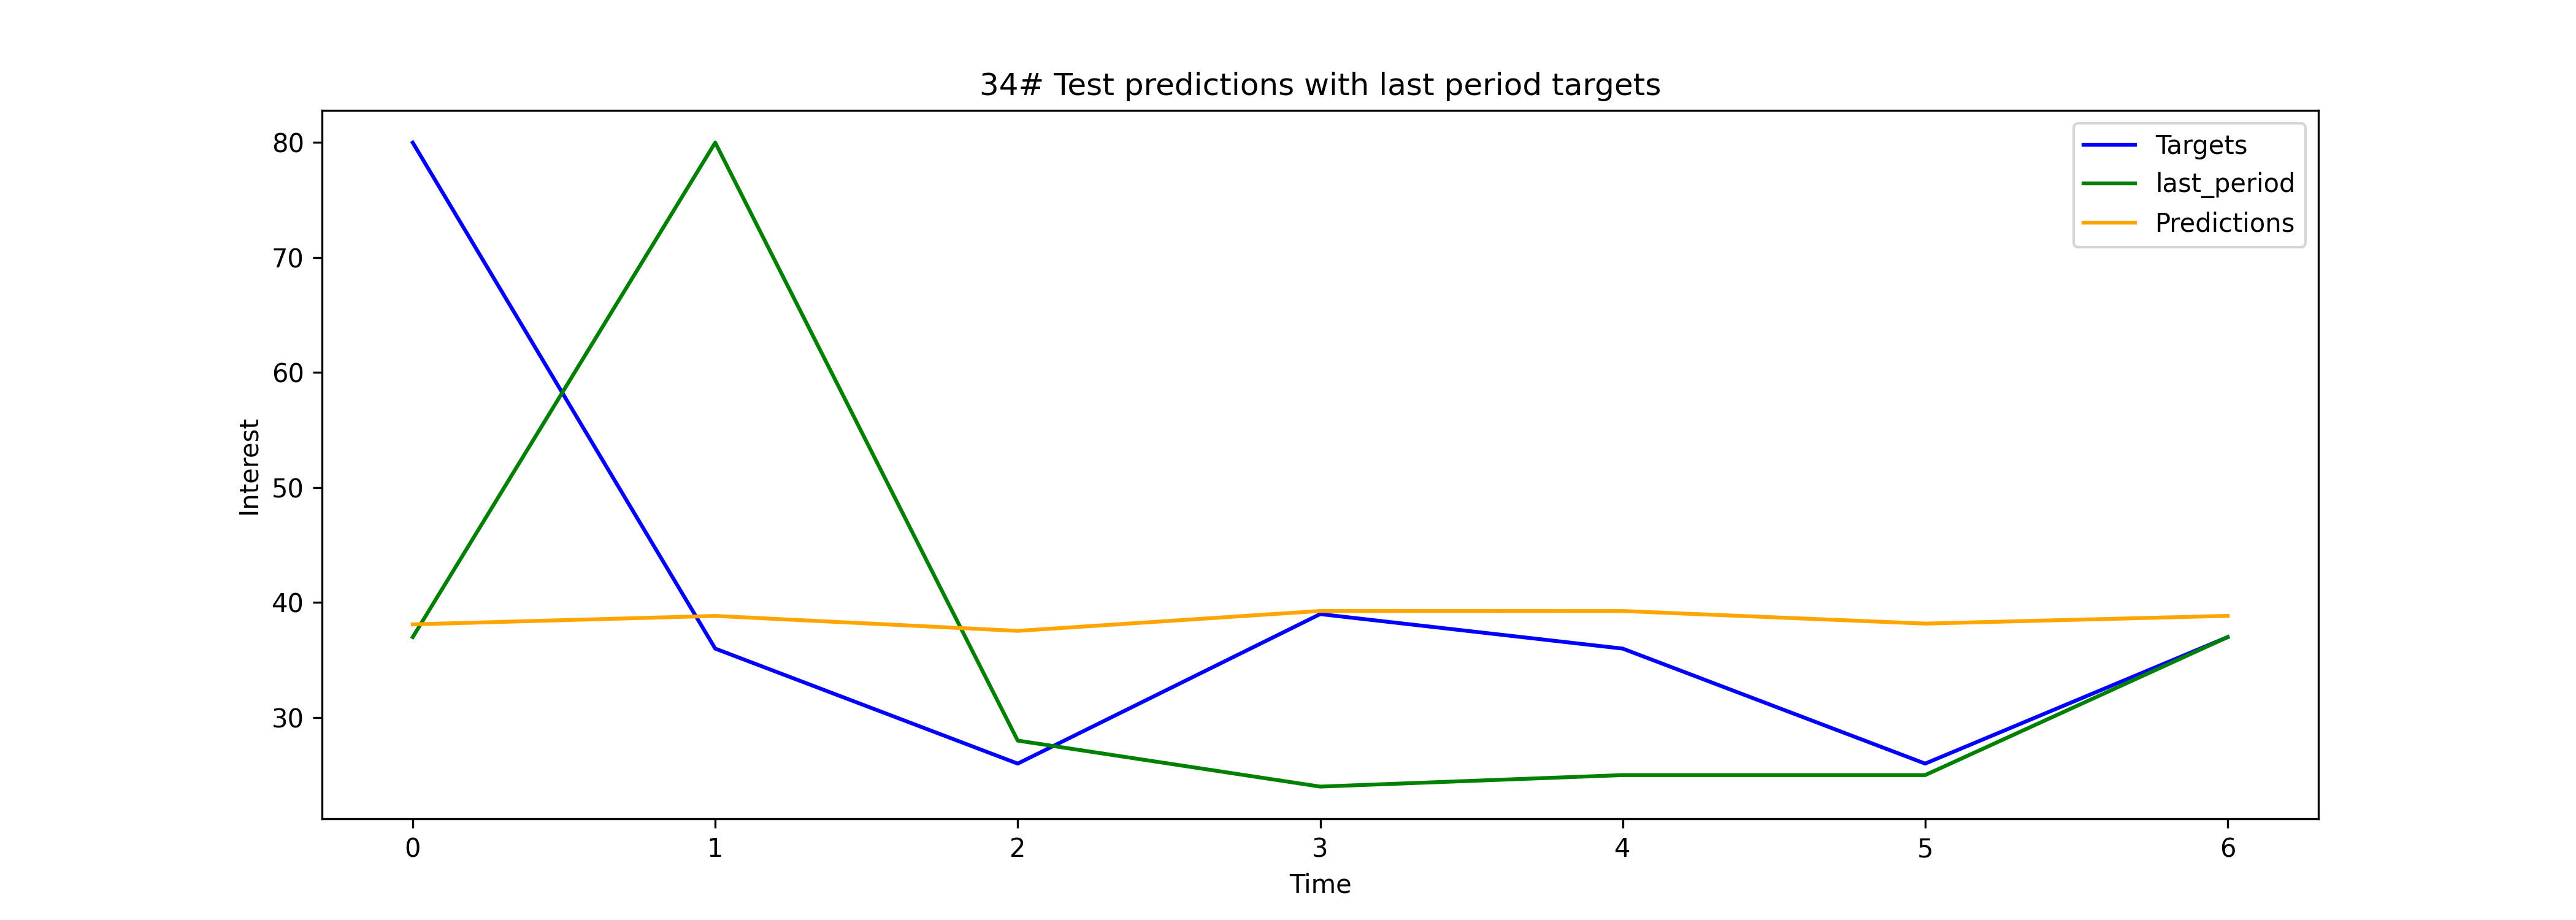 34# Test predictions with last period targets
Targets
last_period
Predictions
80
70
60
50
40
30
Interest
0 1 2 3 4 5 6
Time